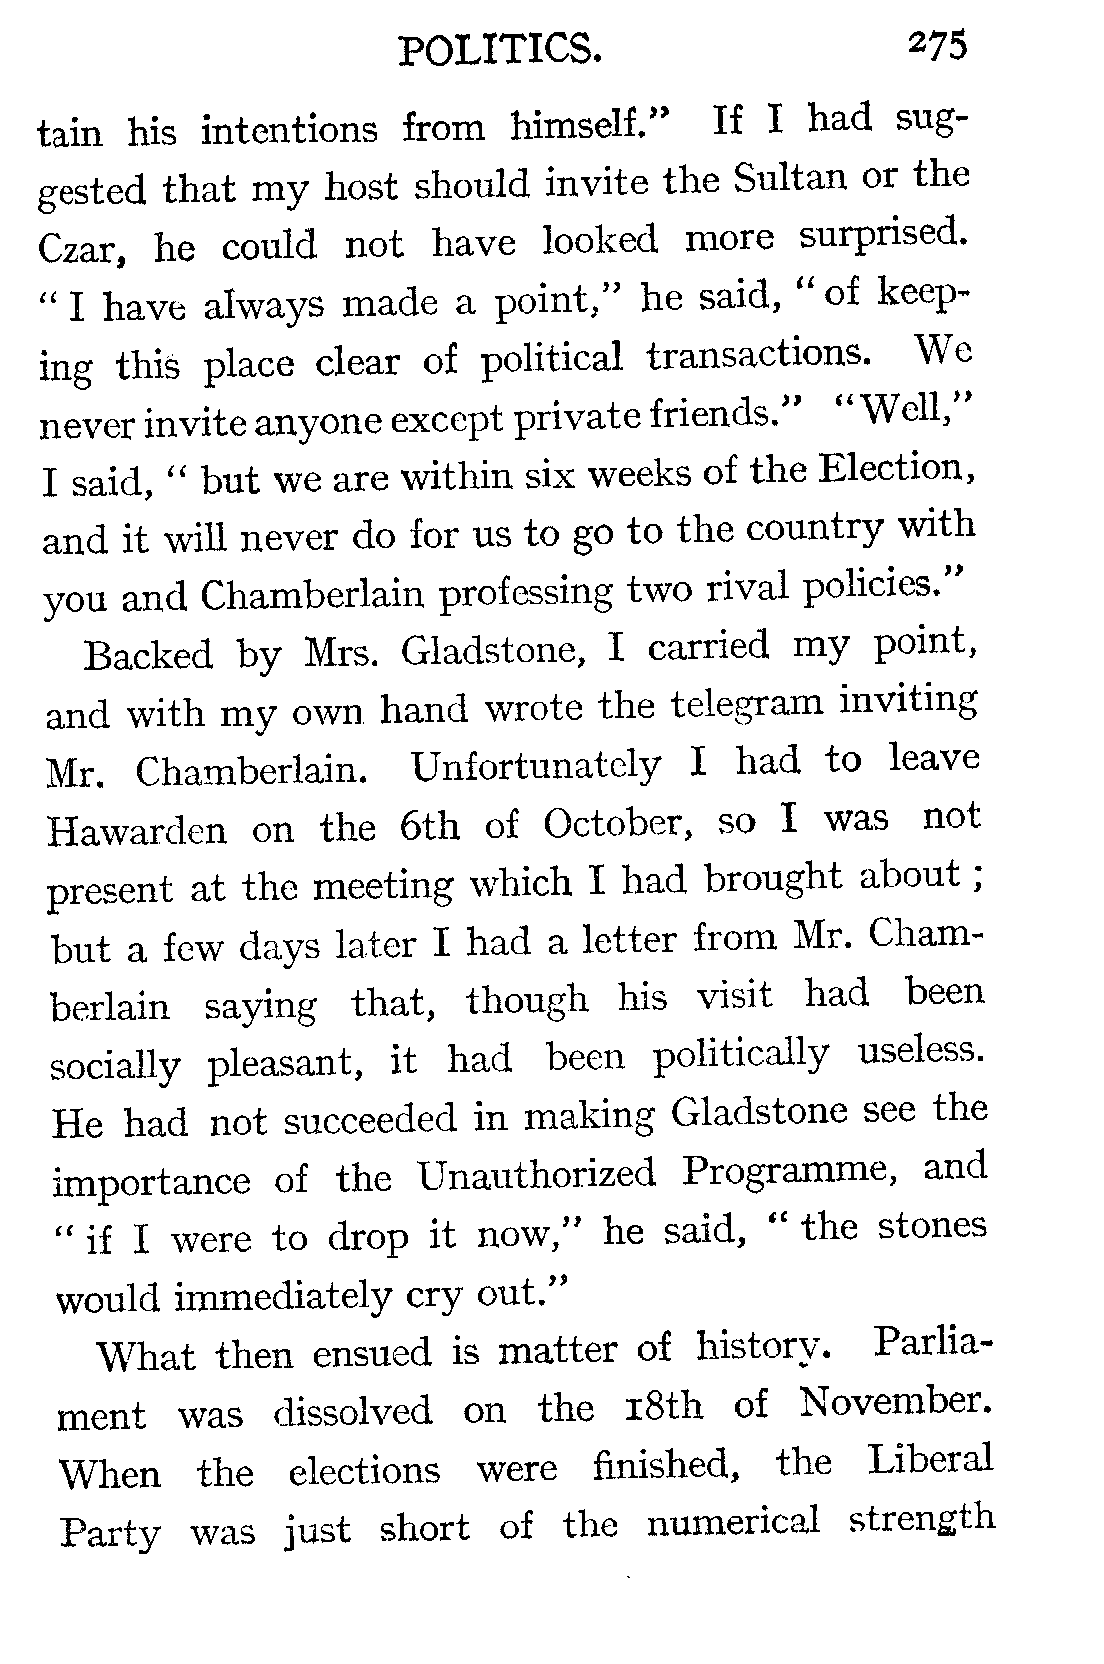 POLITICS. 275
tain his intentions from himself.” If I had sug-
gested that my host should invite the Sultan or the
Czar, he could not have looked more surprised.
“ I have always made a point,” he said, “ of keep-
ing this place clear of political transactions. We
never invite anyone except private friends.” “Well,”
I said, “ but we are within six weeks of the Election,
and it will never do for us to go to the country with
you and Chamberlain professing two rival policies.”
Backed by Mrs. Gladstone, I carried my point,
and with my own hand wrote the telegram inviting
Mr. Chamberlain. Unfortunately I had to leave
Hawarden on the 6th of October, so I was not
present at the meeting which I had brought about ;
but a few days later I had a letter from Mr. Cham-
berlain saying that, though his visit had been
socially pleasant, it had been politically useless.
He had not succeeded in making Gladstone see the
importance of the Unauthorized Programme, and
“ if I were to drop it now,” he said, “ the stones
would immediately cry out.”
What then ensued is matter of history. Parlia-
ment was dissolved on the 18th of November.
When the elections were finished, the Liberal
Party was just short of the numerical strength